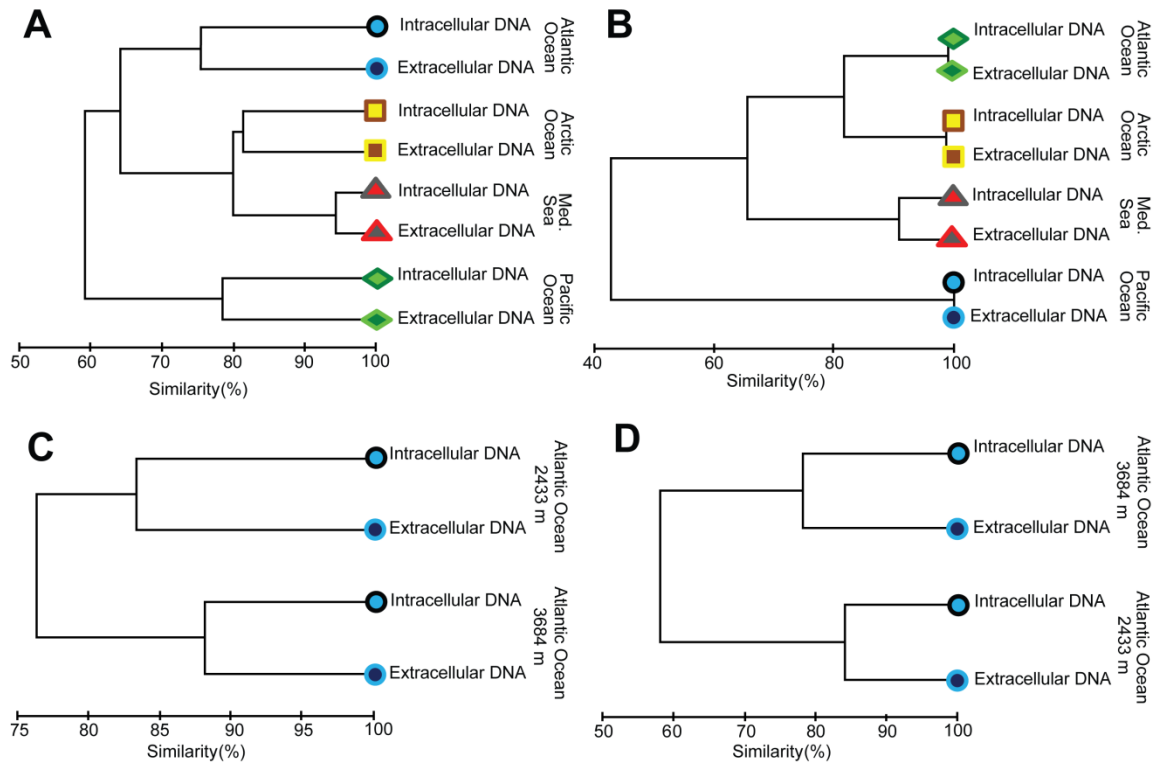 A
Intracellular DNA
Extracellular DNA
Atlantic
Ocean
Intracellular DNA
Extracellular DNA
Arctic
Ocean
Intracellular DNA
Extracellular DNA
Med.
Sea
Intracellular DNA
Extracellular DNA
Pacific
Ocean
50 60 70 80 90 100
Similarity(%)
B
Intracellular DNA
Extracellular DNA
Atlantic
Ocean
Intracellular DNA
Extracellular DNA
Arctic
Ocean
Intracellular DNA
Extracellular DNA
Med.
Sea
Intracellular DNA
Extracellular DNA
Pacific
Ocean
40 60 80 100
Similarity(%)
C
Intracellular DNA
Extracellular DNA
Atlantic Ocean
2433 m
Intracellular DNA
Extracellular DNA
Atlantic Ocean
3684 m
75 80 85 90 95 100
Similarity(%)
D
Intracellular DNA
Extracellular DNA
Atlantic Ocean
3684 m
Intracellular DNA
Extracellular DNA
Atlantic Ocean
2433 m
50 60 70 80 90 100
Similarity(%)